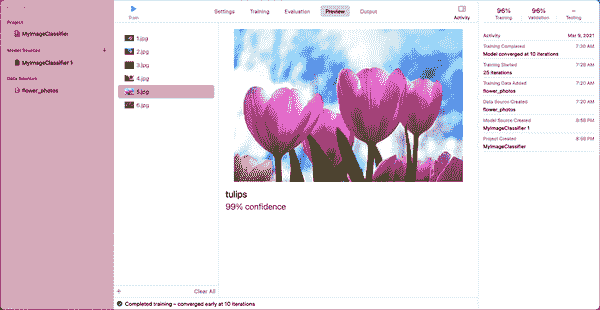 Train
Settings
Training
Evaluation
Preview
Output
Activity
96%
Training
96%
Validation
--
Testing
Project
MyImageClassifier
Model Sources
+
MyImageClassifier 1
Data Sources
flower_photos
1.jpg
2.jpg
3.jpg
4.jpg
5.jpg
6.jpg
tulips
99% confidence
Activity
Mar 9, 2021
Training Completed
7:30 AM
Model converged at 10 iterations
Training Started
7:28 AM
25 iterations
Training Data Added
7:20 AM
flower_photos
Data Source Created
7:20 AM
flower_photos
Model Source Created
8:58 PM
MyImageClassifier 1
Project Created
8:58 PM
MyImageClassifier
+
Clear All
Completed training – converged early at 10 iterations